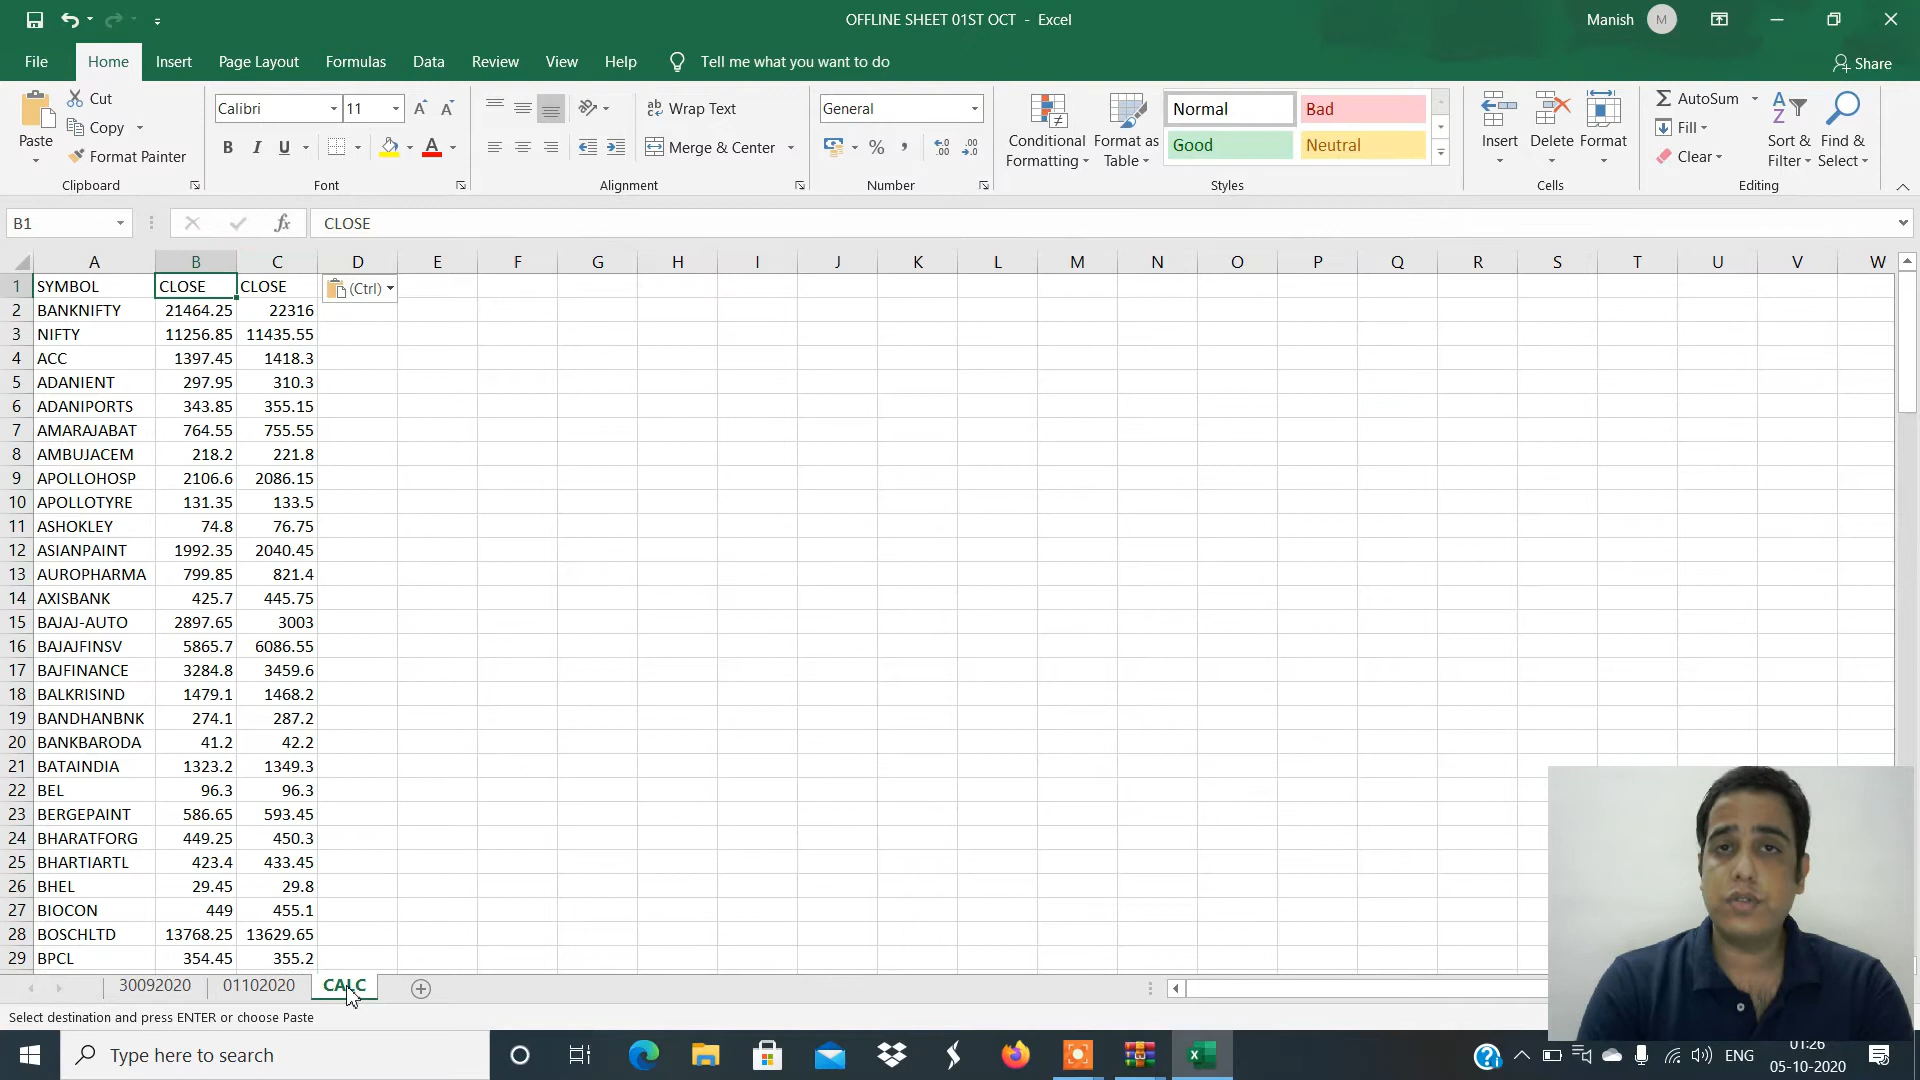 OFFLINE SHEET 01ST OCT - Excel
Manish M
File Home Insert Page Layout Formulas Data Review View Help Tell me what you want to do Share
Paste Cut Copy Format Painter Clipboard
Calibri 11 A A B I U A Font
Wrap Text Merge & Center Alignment
General % , Number
Conditional Formatting Format as Table Normal Bad Good Neutral Styles
Insert Delete Format Cells
AutoSum Fill Clear Sort & Filter Find & Select Editing
B1 fx CLOSE
A B C D E F G H I J K L M N O P Q R S T U V W
1 SYMBOL CLOSE CLOSE (Ctrl)
2 BANKNIFTY 21464.25 22316
3 NIFTY 11256.85 11435.55
4 ACC 1397.45 1418.3
5 ADANIENT 297.95 310.3
6 ADANIPORTS 343.85 355.15
7 AMARAJABAT 764.55 755.55
8 AMBUJACEM 218.2 221.8
9 APOLLOHOSP 2106.6 2086.15
10 APOLLOTYRE 131.35 133.5
11 ASHOKLEY 74.8 76.75
12 ASIANPAINT 1992.35 2040.45
13 AUROPHARMA 799.85 821.4
14 AXISBANK 425.7 445.75
15 BAJAJ-AUTO 2897.65 3003
16 BAJAJFINSV 5865.7 6086.55
17 BAJFINANCE 3284.8 3459.6
18 BALKRISIND 1479.1 1468.2
19 BANDHANBNK 274.1 287.2
20 BANKBARODA 41.2 42.2
21 BATAINDIA 1323.2 1349.3
22 BEL 96.3 96.3
23 BERGEPAINT 586.65 593.45
24 BHARATFORG 449.25 450.3
25 BHARTIARTL 423.4 433.45
26 BHEL 29.45 29.8
27 BIOCON 449 455.1
28 BOSCHLTD 13768.25 13629.65
29 BPCL 354.45 355.2
30092020 01102020 CALC
Select destination and press ENTER or choose Paste
Type here to search
ENG
01:26
05-10-2020